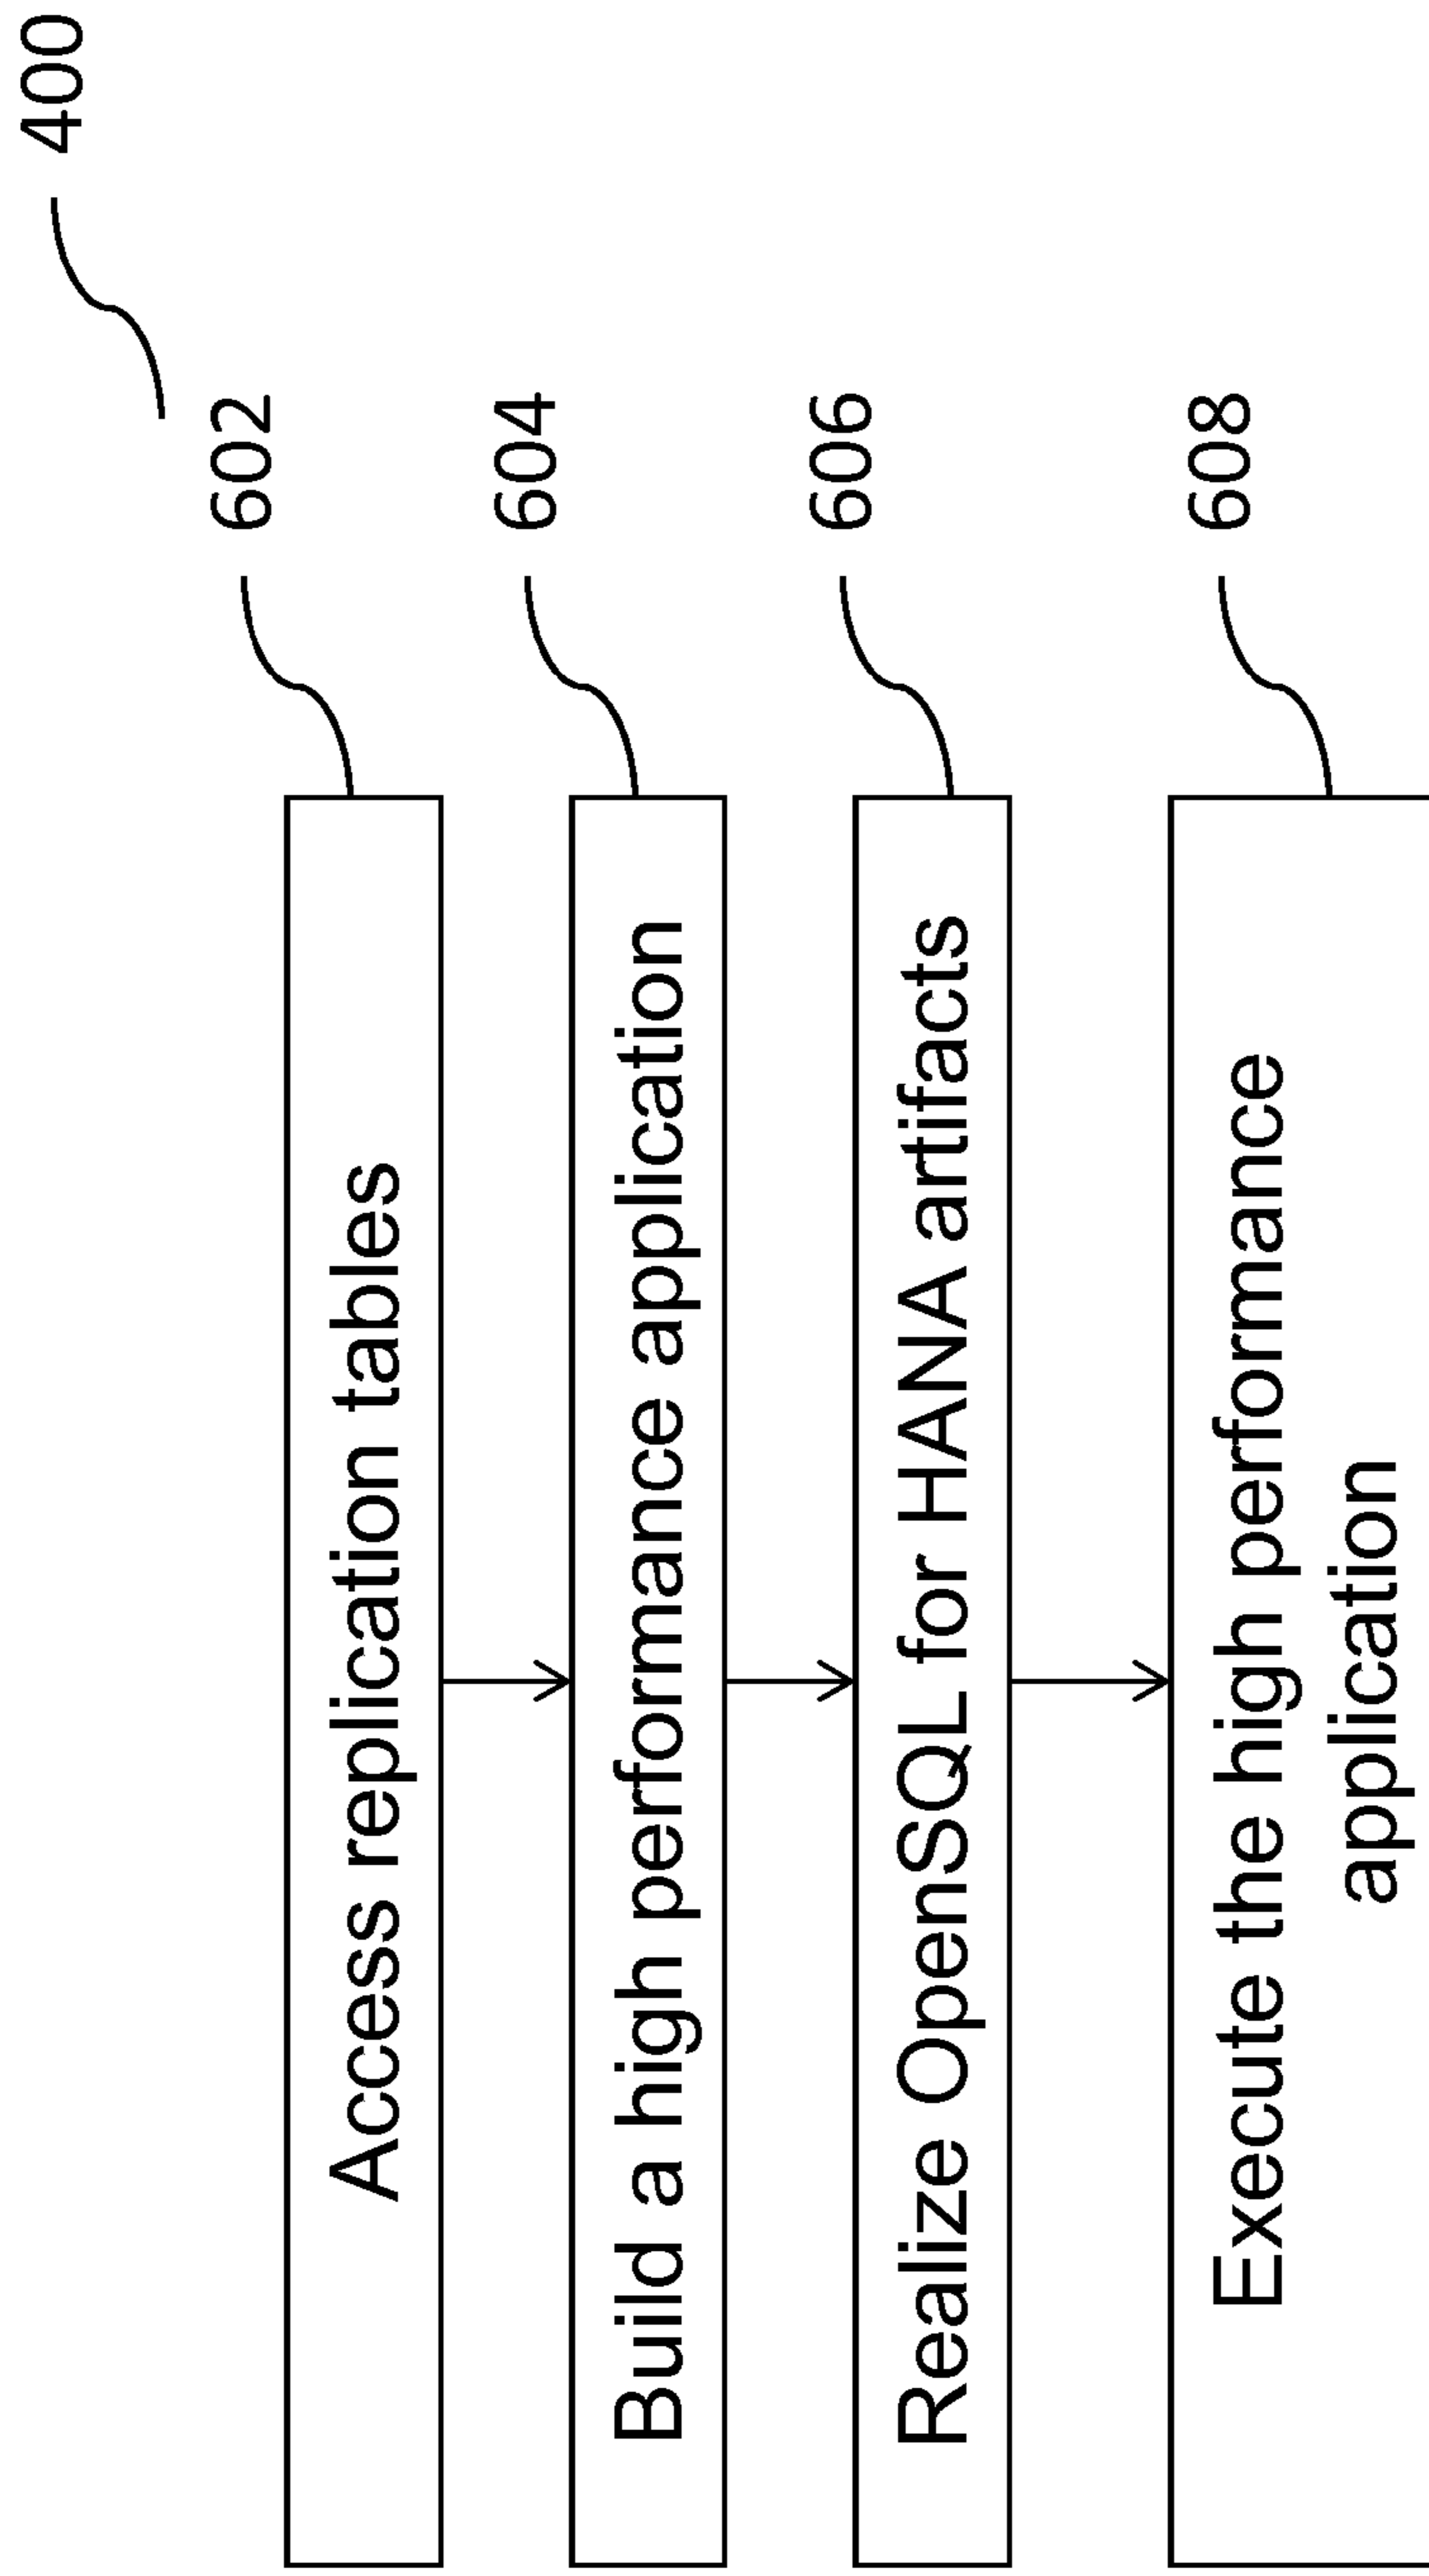 400
Access replication tables
602
Build a high performance application
604
Realize OpenSQL for HANA artifacts
606
Execute the high performance
application
608